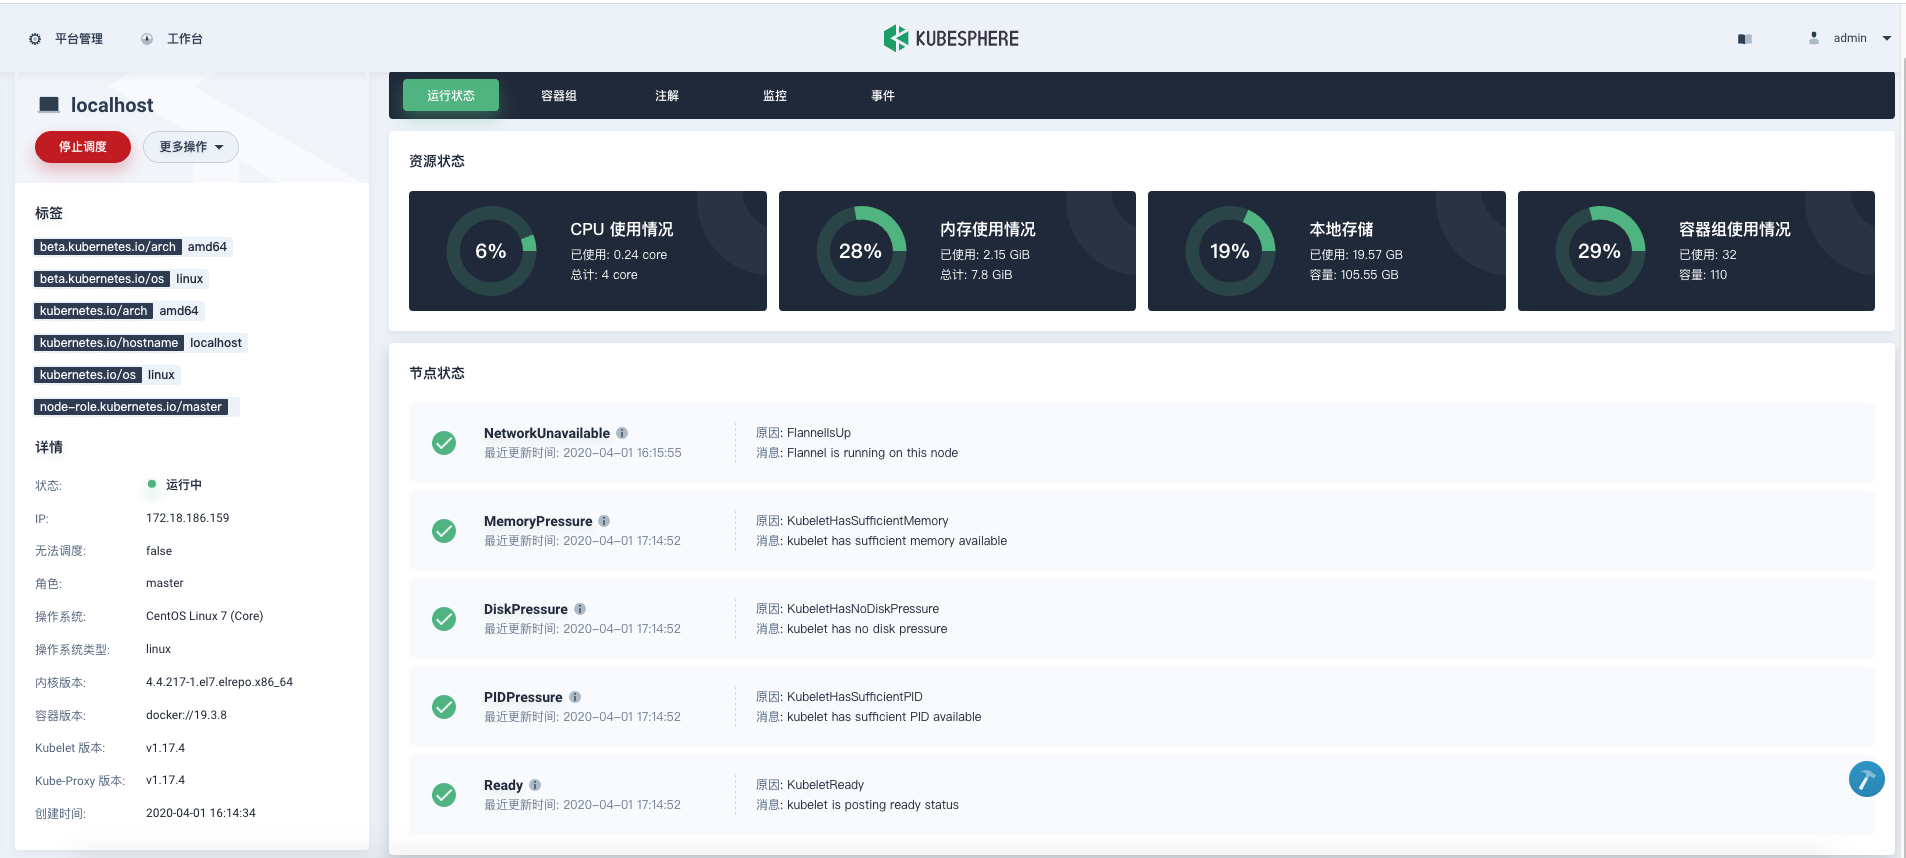 平台管理
工作台
KUBESPHERE
admin
localhost
停止调度
更多操作
标签
beta.kubernetes.io/arch amd64
beta.kubernetes.io/os linux
kubernetes.io/arch amd64
kubernetes.io/hostname localhost
kubernetes.io/os linux
node-role.kubernetes.io/master
详情
状态: 运行中
IP: 172.18.186.159
无法调度: false
角色: master
操作系统: CentOS Linux 7 (Core)
操作系统类型: linux
内核版本: 4.4.217-1.el7.elrepo.x86_64
容器版本: docker://19.3.8
Kubelet 版本: v1.17.4
Kube-Proxy 版本: v1.17.4
创建时间: 2020-04-01 16:14:34
运行状态 容器组 注解 监控 事件
资源状态
6%
CPU 使用情况
已使用: 0.24 core
总计: 4 core
28%
内存使用情况
已使用: 2.15 GiB
总计: 7.8 GiB
19%
本地存储
已使用: 19.57 GB
容量: 105.55 GB
29%
容器组使用情况
已使用: 32
容量: 110
节点状态
NetworkUnavailable
最近更新时间: 2020-04-01 16:15:55
原因: FlannelIsUp
消息: Flannel is running on this node
MemoryPressure
最近更新时间: 2020-04-01 17:14:52
原因: KubeletHasSufficientMemory
消息: kubelet has sufficient memory available
DiskPressure
最近更新时间: 2020-04-01 17:14:52
原因: KubeletHasNoDiskPressure
消息: kubelet has no disk pressure
PIDPressure
最近更新时间: 2020-04-01 17:14:52
原因: KubeletHasSufficientPID
消息: kubelet has sufficient PID available
Ready
最近更新时间: 2020-04-01 17:14:52
原因: KubeletReady
消息: kubelet is posting ready status